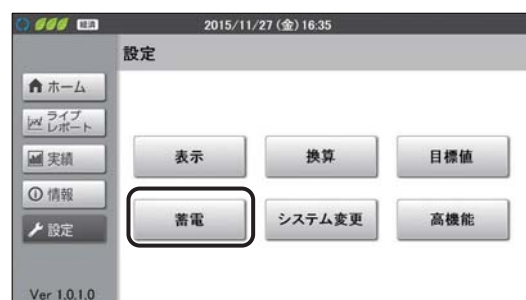 経済 2015/11/27(金)16:35
設定
ホーム
ライブ
レポート
実績
情報
設定
表示 換算 目標値
蓄電 システム変更 高機能
Ver 1.0.1.0